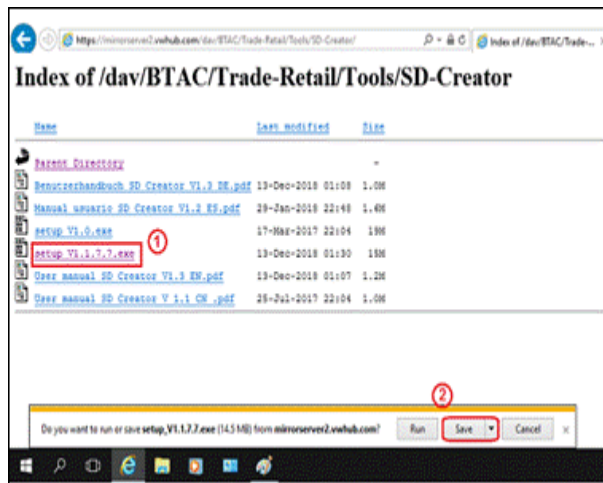 https://mirrorserver2.vwhub.com/dav/BTAC/Trade-Retail/Tools/SD-Creator/
Index of /dav/BTAC/Trade-...
Index of /dav/BTAC/Trade-Retail/Tools/SD-Creator
Name Last modified Size
Parent Directory -
Benutzerhandbuch SD Creator V1.3 DE.pdf 13-Dec-2018 01:08 1.0M
Manual usuario SD Creator V1.2 ES.pdf 29-Jan-2018 22:48 1.4M
setup V1.0.exe 17-Mar-2017 22:04 19M
setup V1.1.7.7.exe 13-Dec-2018 01:30 15M
1
User manual SD Creator V1.3 EN.pdf 13-Dec-2018 01:07 1.2M
User manual SD Creator V 1.1 CN .pdf 25-Jul-2017 22:04 1.0M
2
Do you want to run or save setup_V1.1.7.7.exe (14.5 MB) from mirrorserver2.vwhub.com? Run Save Cancel